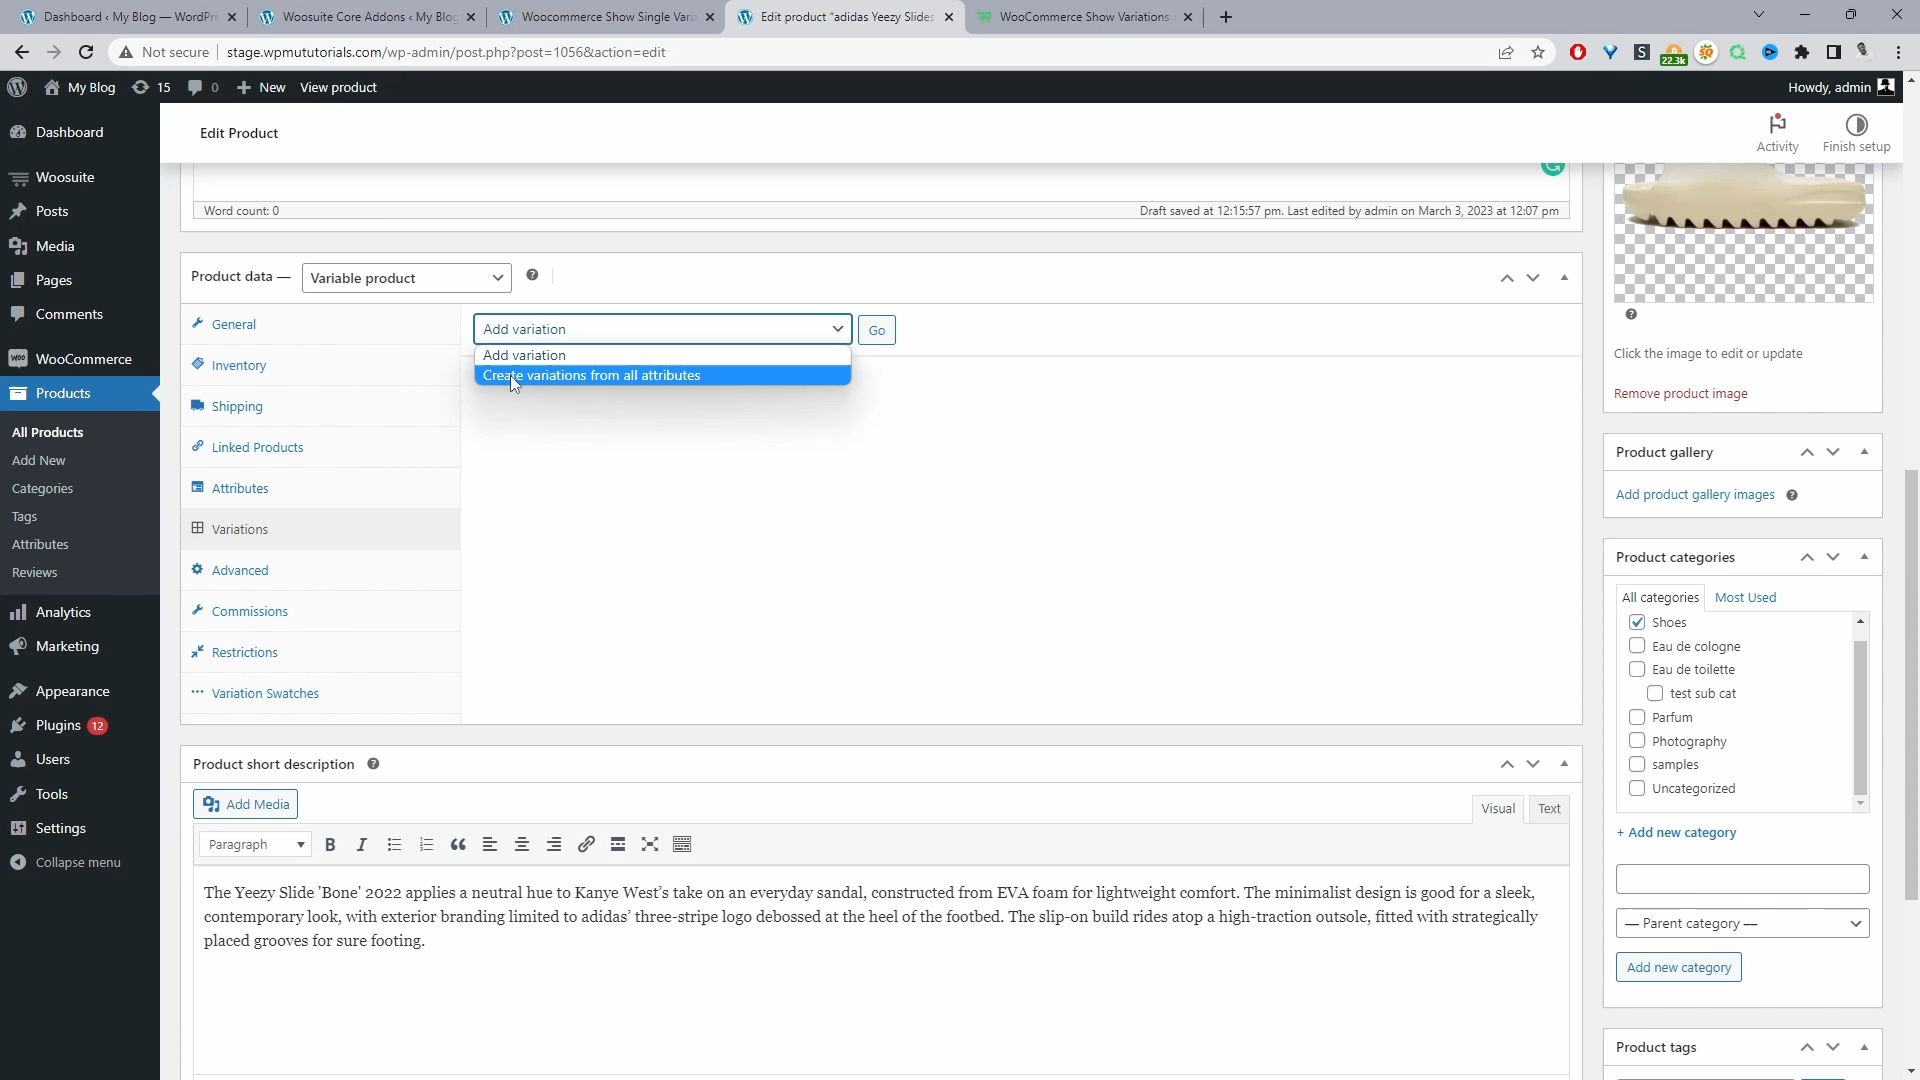 Dashboard ‹ My Blog — WordPre
Woosuite Core Addons ‹ My Blog
Woocommerce Show Single Varia
Edit product "adidas Yeezy Slides
WooCommerce Show Variations
Not secure
stage.wpmututorials.com/wp-admin/post.php?post=1056&action=edit
22.3k
My Blog
15
0
New
View product
Howdy, admin
Dashboard
Woosuite
Posts
Media
Pages
Comments
WooCommerce
Products
All Products
Add New
Categories
Tags
Attributes
Reviews
Analytics
Marketing
Appearance
Plugins 12
Users
Tools
Settings
Collapse menu
Edit Product
Activity
Finish setup
Word count: 0
Draft saved at 12:15:57 pm. Last edited by admin on March 3, 2023 at 12:07 pm
Product data —
Variable product
General
Inventory
Shipping
Linked Products
Attributes
Variations
Advanced
Commissions
Restrictions
Variation Swatches
Add variation
Go
Add variation
Create variations from all attributes
Product short description
Add Media
Visual
Text
Paragraph
The Yeezy Slide 'Bone' 2022 applies a neutral hue to Kanye West's take on an everyday sandal, constructed from EVA foam for lightweight comfort. The minimalist design is good for a sleek,
contemporary look, with exterior branding limited to adidas' three-stripe logo debossed at the heel of the footbed. The slip-on build rides atop a high-traction outsole, fitted with strategically
placed grooves for sure footing.
Click the image to edit or update
Remove product image
Product gallery
Add product gallery images
Product categories
All categories
Most Used
Shoes
Eau de cologne
Eau de toilette
test sub cat
Parfum
Photography
samples
Uncategorized
+ Add new category
— Parent category —
Add new category
Product tags